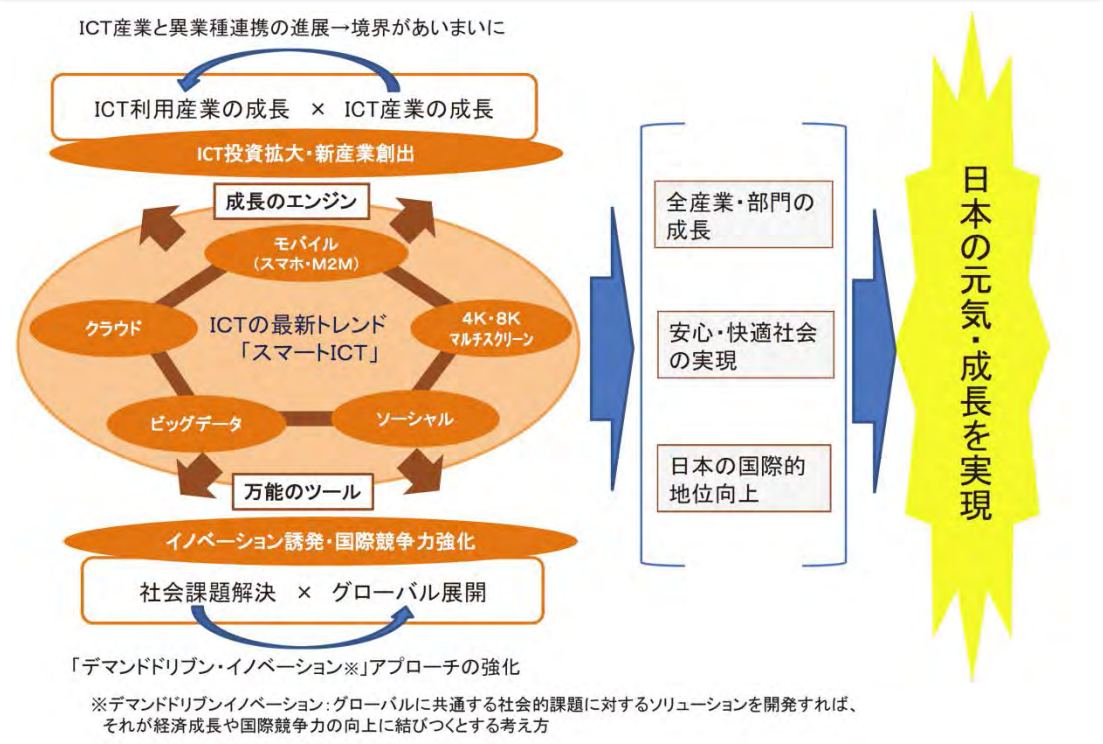 ICT産業と異業種連携の進展→境界があいまいに
ICT利用産業の成長 × ICT産業の成長
ICT投資拡大・新産業創出
成長のエンジン
モバイル
(スマホ・M2M)
クラウド
ICTの最新トレンド
「スマートICT」
4K・8K
マルチスクリーン
ビッグデータ
ソーシャル
万能のツール
イノベーション誘発・国際競争力強化
社会課題解決 × グローバル展開
「デマンドドリブン・イノベーション※」アプローチの強化
全産業・部門の
成長
安心・快適社会
の実現
日本の国際的
地位向上
日本の元気・成長を実現
※デマンドドリブンイノベーション：グローバルに共通する社会的課題に対するソリューションを開発すれば、
それが経済成長や国際競争力の向上に結びつくとする考え方